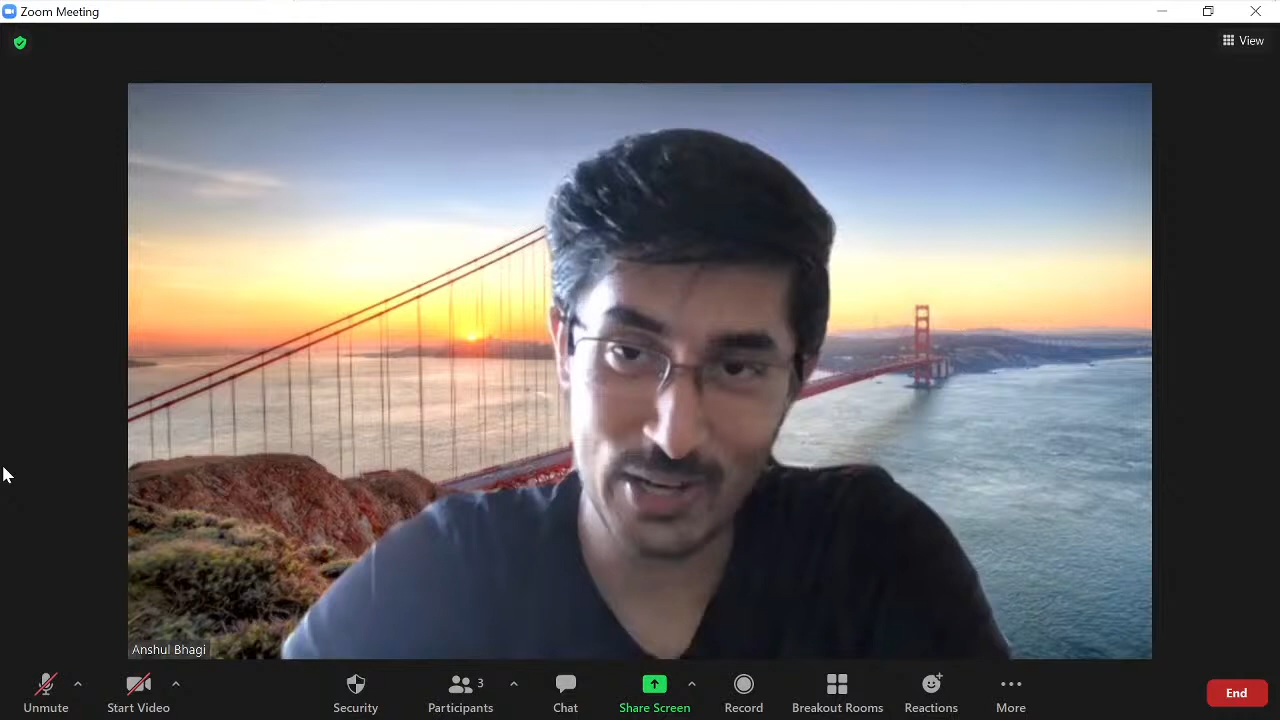 Zoom Meeting
View
Anshul Bhagi
Unmute
Start Video
Security
3
Participants
Chat
Share Screen
Record
Breakout Rooms
Reactions
More
End